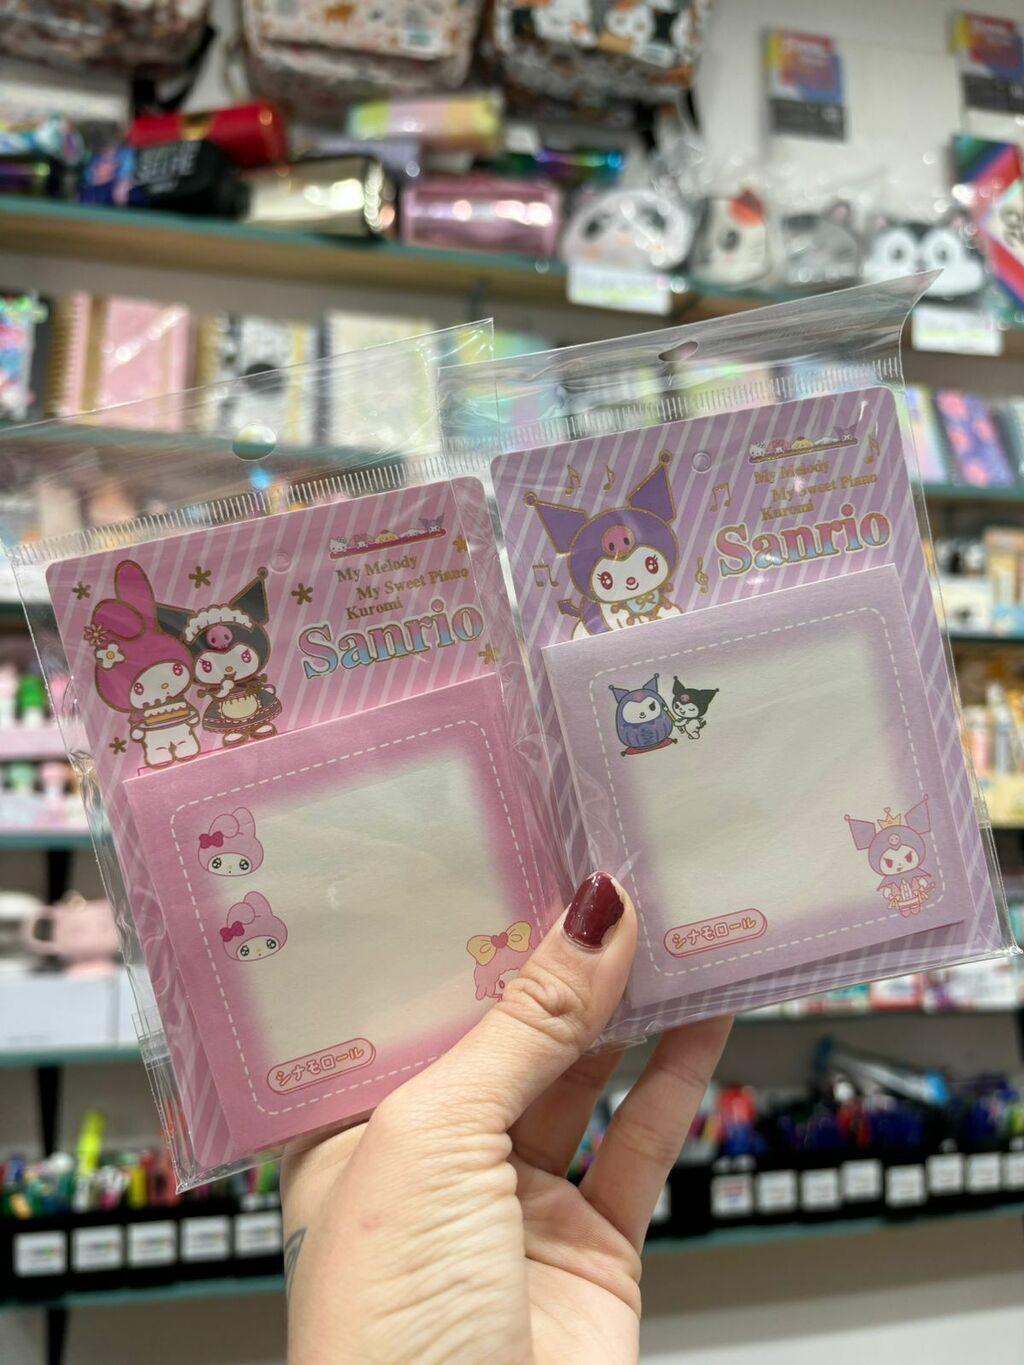 SELFIE
My Melody
My Sweet Piano
Kuromi
Sanrio
シナモロール
My Melody
My Sweet Piano
Kuromi
Sanrio
シナモロール